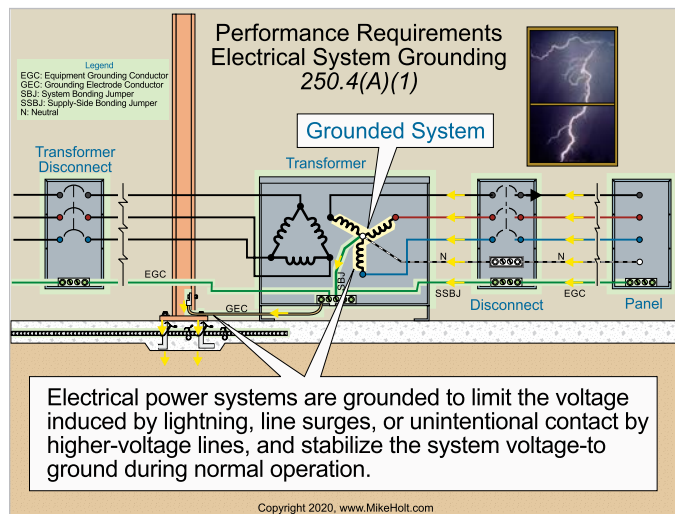 Performance Requirements
Electrical System Grounding
250.4(A)(1)
Legend
EGC: Equipment Grounding Conductor
GEC: Grounding Electrode Conductor
SBJ: System Bonding Jumper
SSBJ: Supply-Side Bonding Jumper
N: Neutral
Grounded System
Transformer
Disconnect
Transformer
N
N
EGC
SBJ
SSBJ
EGC
GEC
Disconnect
Panel
Electrical power systems are grounded to limit the voltage
induced by lightning, line surges, or unintentional contact by
higher-voltage lines, and stabilize the system voltage-to
ground during normal operation.
Copyright 2020, www.MikeHolt.com